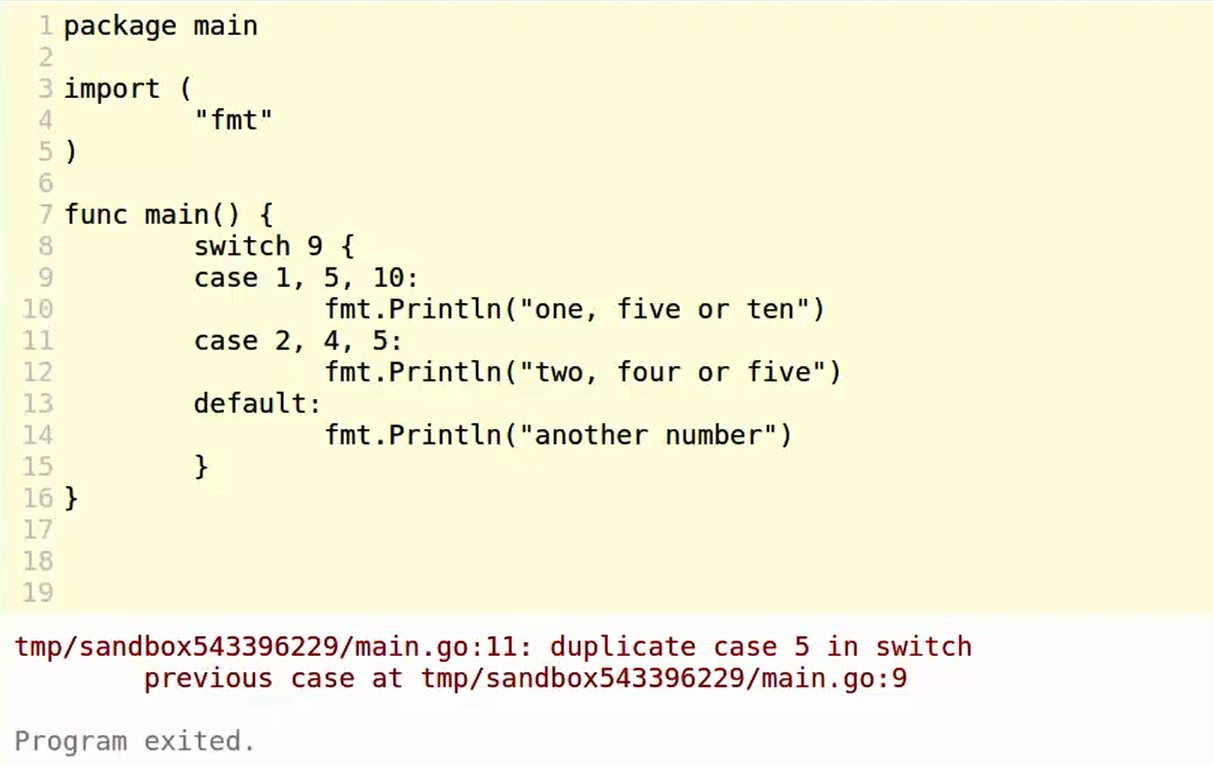 1 package main
2
3 import (
4 "fmt"
5 )
6
7 func main() {
8 switch 9 {
9 case 1, 5, 10:
10 fmt.Println("one, five or ten")
11 case 2, 4, 5:
12 fmt.Println("two, four or five")
13 default:
14 fmt.Println("another number")
15 }
16 }
17
18
19
tmp/sandbox543396229/main.go:11: duplicate case 5 in switch
previous case at tmp/sandbox543396229/main.go:9
Program exited.